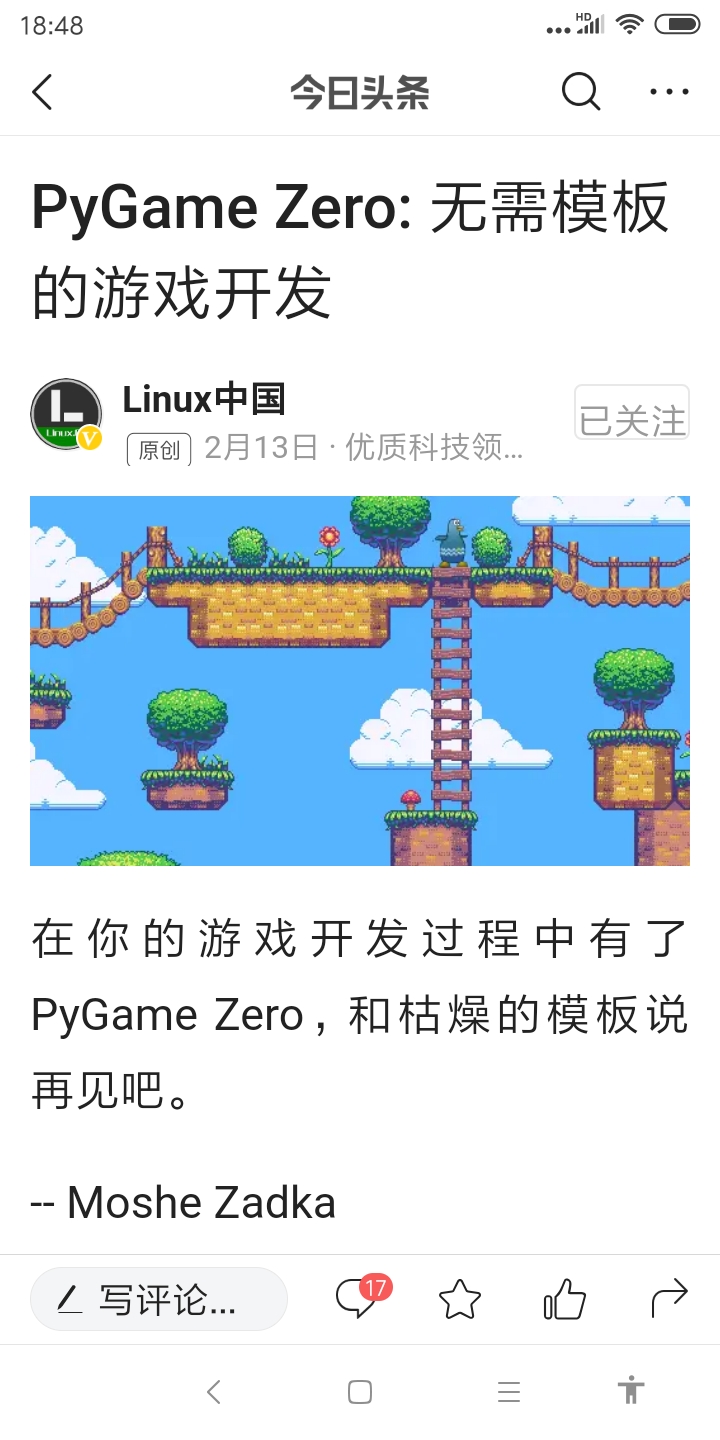 18:48
HD
今日头条
PyGame Zero: 无需模板
的游戏开发
Linux中国
已关注
原创 2月13日 · 优质科技领...
在你的游戏开发过程中有了
PyGame Zero，和枯燥的模板说
再见吧。
-- Moshe Zadka
写评论... 17